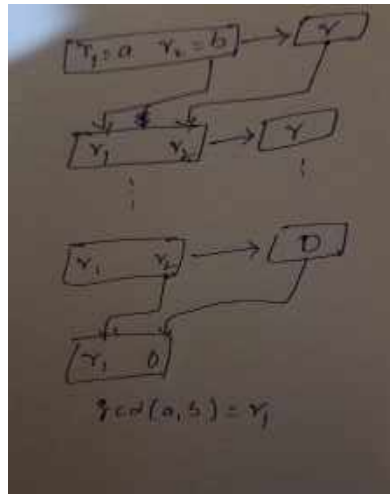 r₁ = a r₂ = b → r
r₁ r₂ → r
⋮ ⋮
r₁ r₂ → 0
r₁ 0
gcd(a, b) = r₁